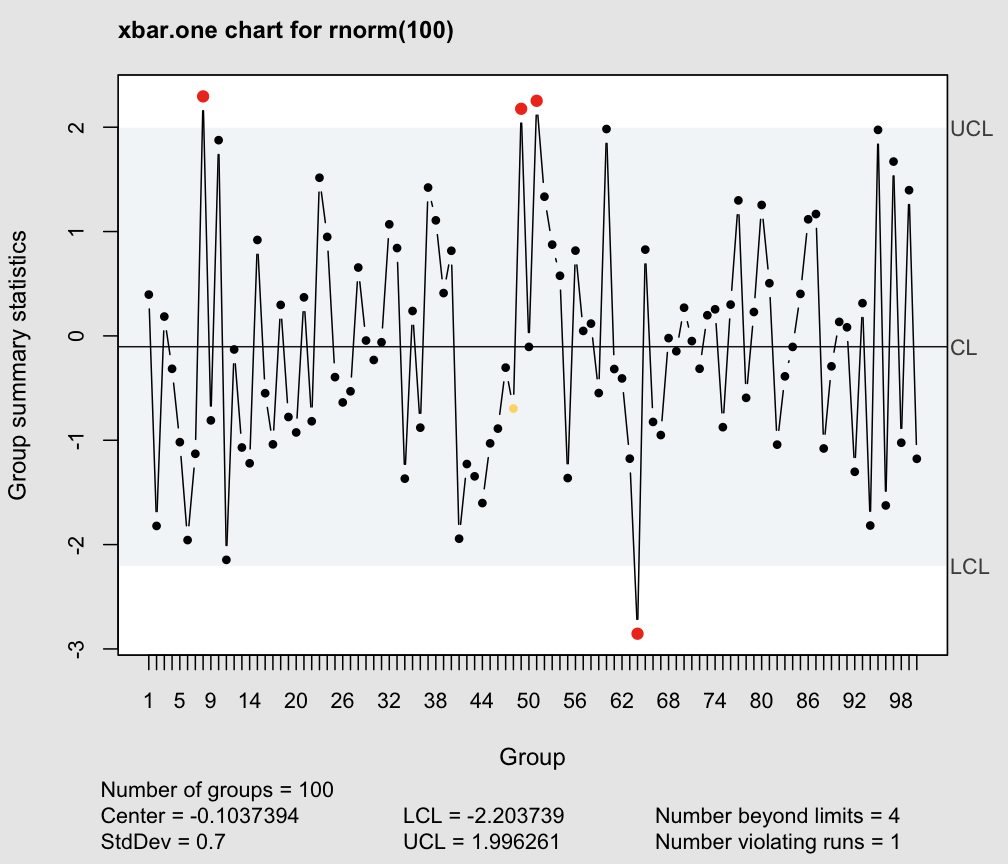 xbar.one chart for rnorm(100)
Group summary statistics
2
1
0
-1
-2
-3
UCL
CL
LCL
1 5 9 14 20 26 32 38 44 50 56 62 68 74 80 86 92 98
Group
Number of groups = 100
Center = -0.1037394 LCL = -2.203739 Number beyond limits = 4
StdDev = 0.7 UCL = 1.996261 Number violating runs = 1